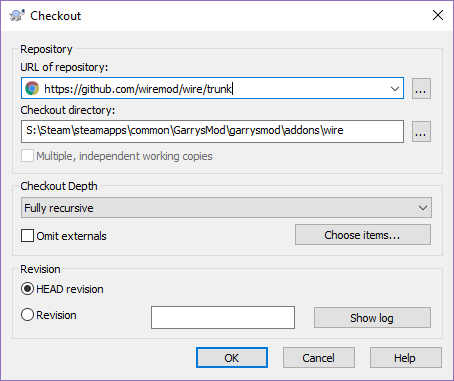 Checkout
Repository
URL of repository:
https://github.com/wiremod/wire/trunk
...
Checkout directory:
S:\Steam\steamapps\common\GarrysMod\garrysmod\addons\wire
...
Multiple, independent working copies
Checkout Depth
Fully recursive
Omit externals
Choose items...
Revision
HEAD revision
Revision
Show log
OK
Cancel
Help